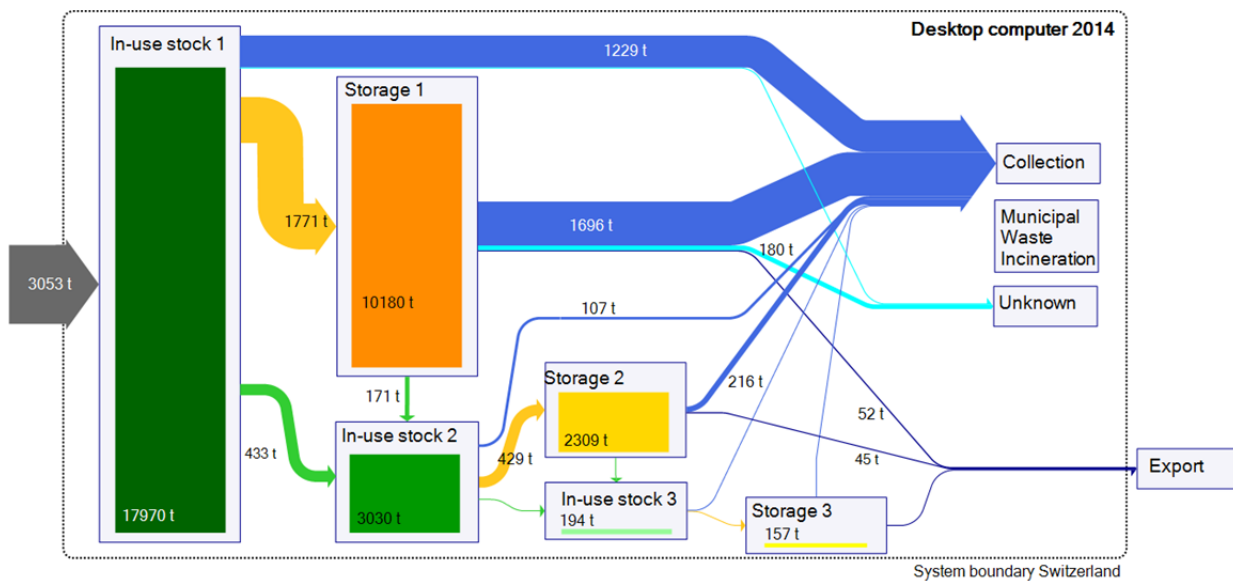 Desktop computer 2014
In-use stock 1
1229 t
Storage 1
Collection
1771 t
1696 t
Municipal
Waste
Incineration
180 t
3053 t
10180 t
Unknown
107 t
171 t
Storage 2
216 t
52 t
In-use stock 2
433 t
429 t
2309 t
45 t
Export
In-use stock 3
Storage 3
17970 t
3030 t
194 t
157 t
System boundary Switzerland